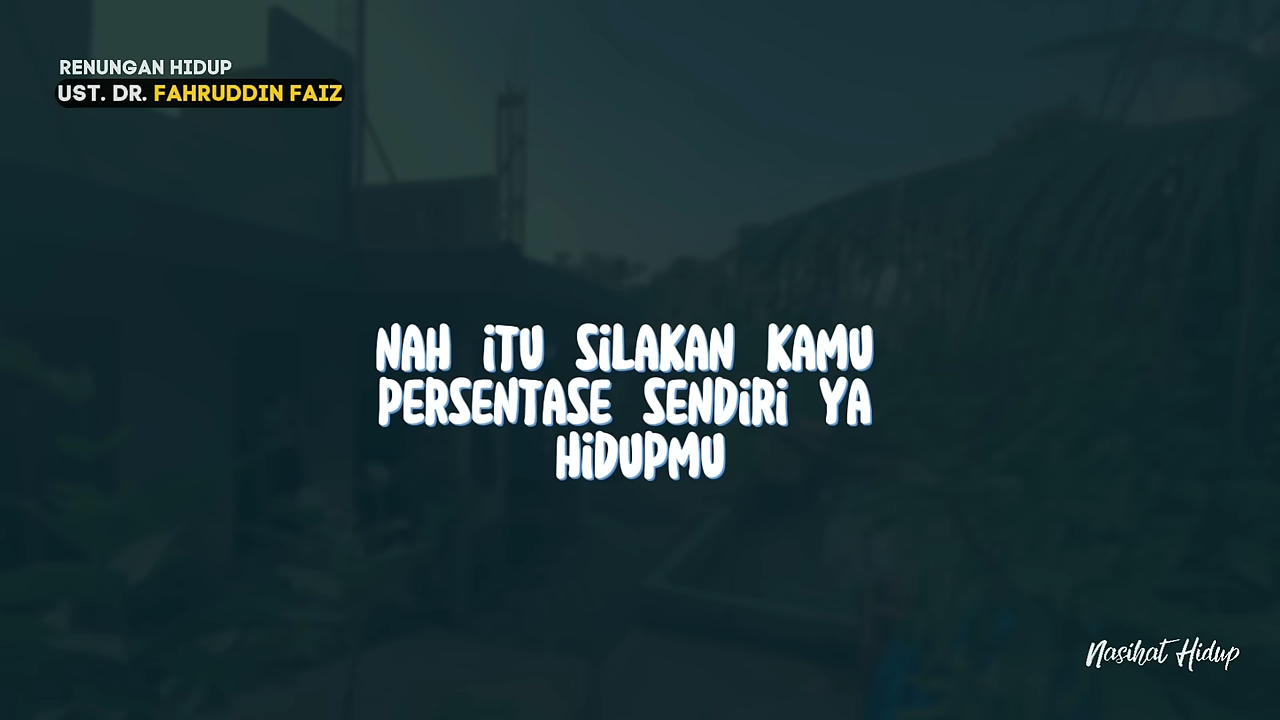 RENUNGAN HIDUP
UST. DR. FAHRUDDIN FAIZ
NAH iTU SiLAKAN KAMU
PERSENTASE SENDiRi YA
HiDUPMU
Nasihat Hidup